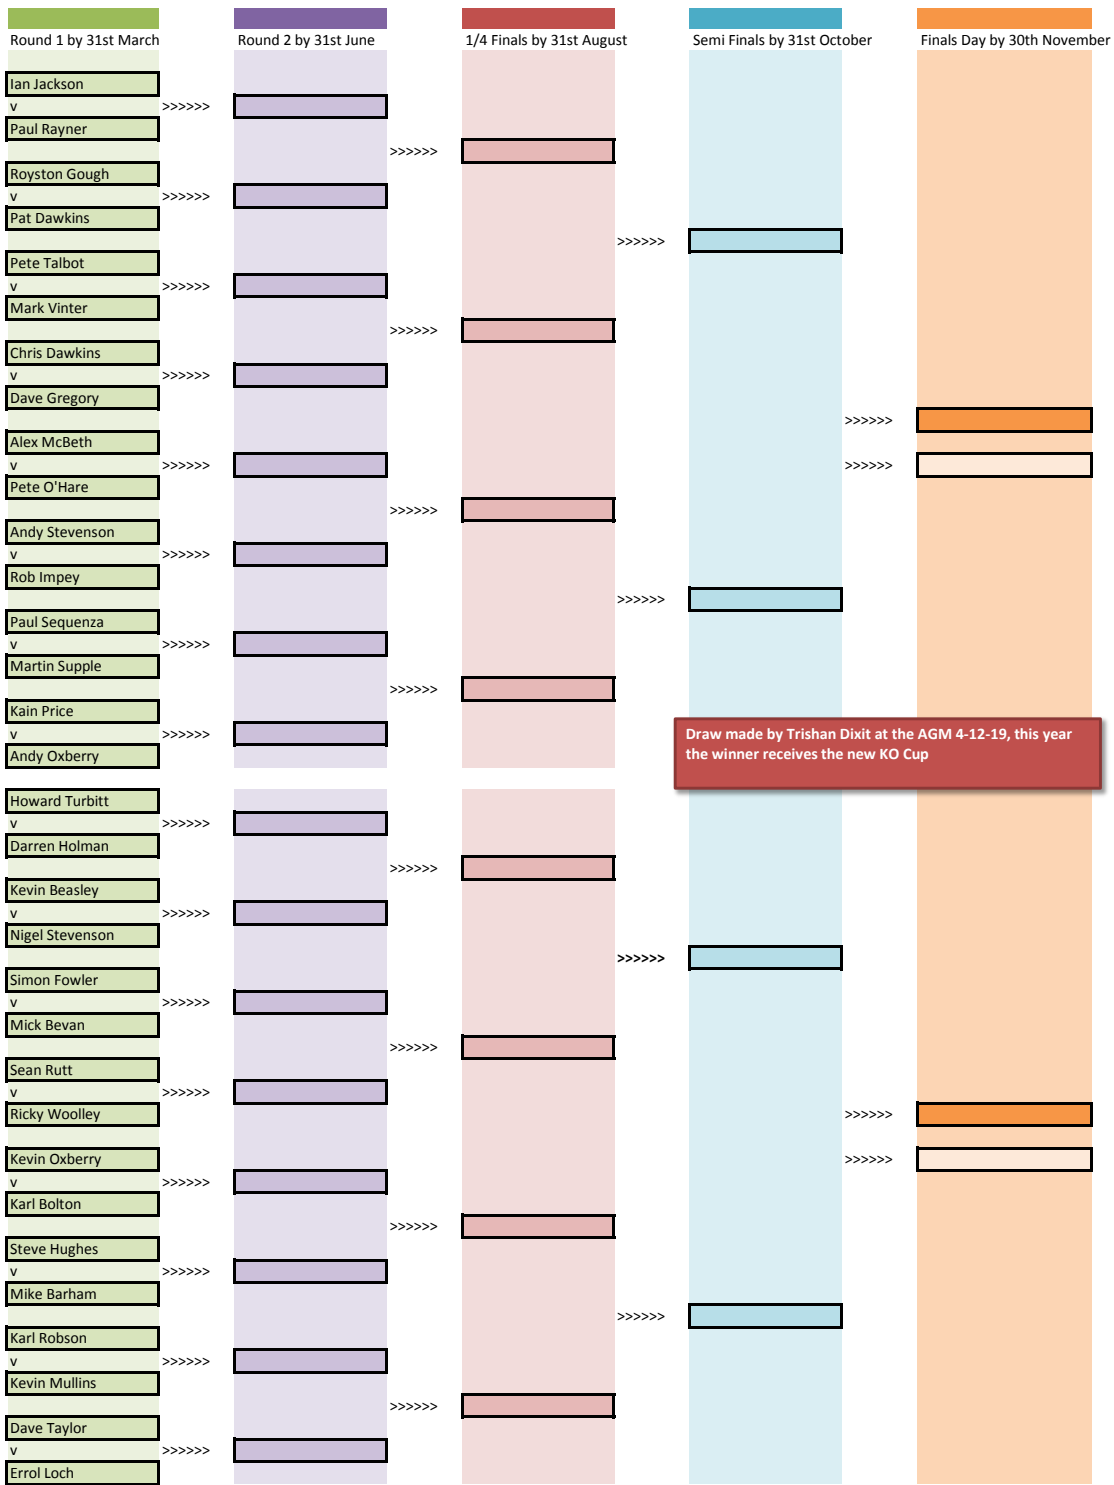 Round 1 by 31st March
Round 2 by 31st June
1/4 Finals by 31st August
Semi Finals by 31st October
Finals Day by 30th November
Ian Jackson
v >>>>>>
Paul Rayner
>>>>>>
Royston Gough
v >>>>>>
Pat Dawkins
>>>>>>
Pete Talbot
v >>>>>>
Mark Vinter
>>>>>>
Chris Dawkins
v >>>>>>
Dave Gregory
>>>>>>
Alex McBeth
v >>>>>> >>>>>>
Pete O'Hare
>>>>>>
Andy Stevenson
v >>>>>>
Rob Impey
>>>>>>
Paul Sequenza
v >>>>>>
Martin Supple
>>>>>>
Kain Price
v >>>>>>
Andy Oxberry
Draw made by Trishan Dixit at the AGM 4-12-19, this year
the winner receives the new KO Cup
Howard Turbitt
v >>>>>>
Darren Holman
>>>>>>
Kevin Beasley
v >>>>>>
Nigel Stevenson
>>>>>>
Simon Fowler
v >>>>>>
Mick Bevan
>>>>>>
Sean Rutt
v >>>>>>
Ricky Woolley >>>>>>
Kevin Oxberry >>>>>>
v >>>>>>
Karl Bolton
>>>>>>
Steve Hughes
v >>>>>>
Mike Barham
>>>>>>
Karl Robson
v >>>>>>
Kevin Mullins
>>>>>>
Dave Taylor
v >>>>>>
Errol Loch